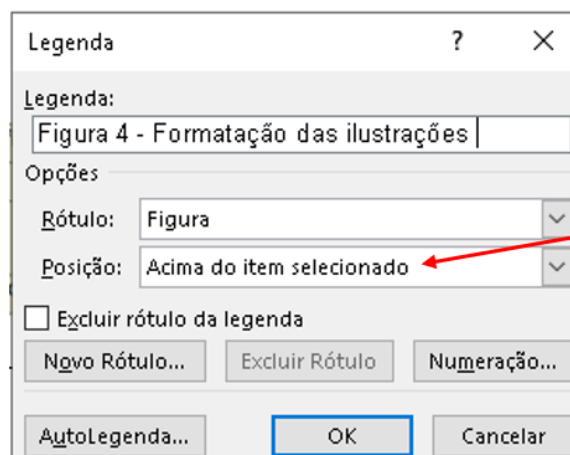 Legenda ? X
Legenda:
Figura 4 - Formatação das ilustrações
Opções
Rótulo: Figura
Posição: Acima do item selecionado
Excluir rótulo da legenda
Novo Rótulo... Excluir Rótulo Numeração...
AutoLegenda... OK Cancelar